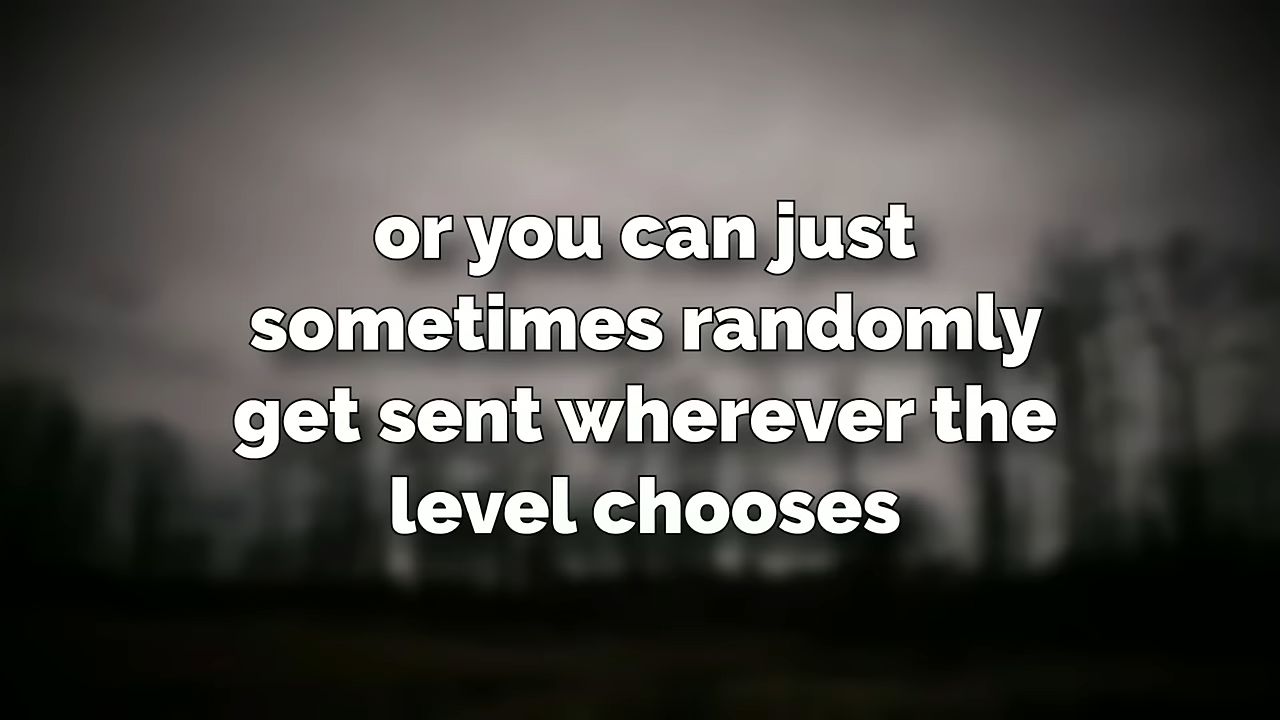 or you can just
sometimes randomly
get sent wherever the
level chooses